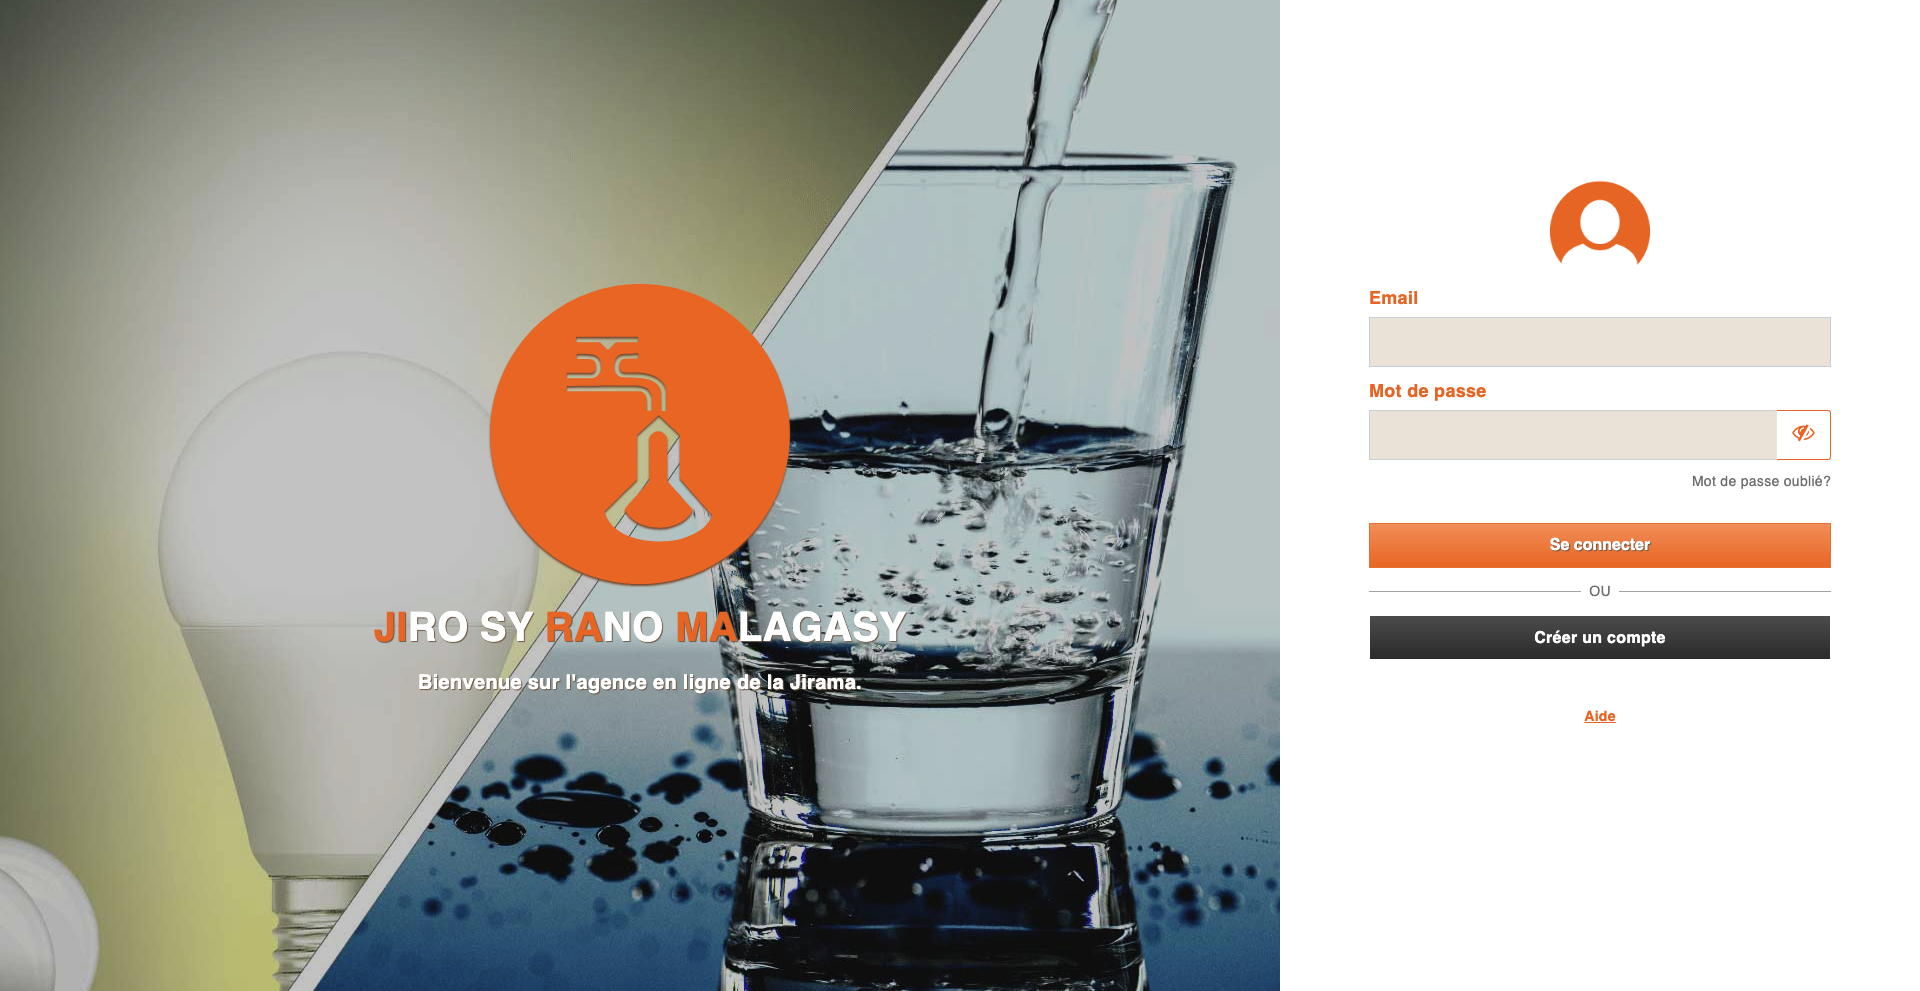 JIRO SY RANO MALAGASY
Bienvenue sur l'agence en ligne de la Jirama.
Email
Mot de passe
Mot de passe oublié?
Se connecter
OU
Créer un compte
Aide